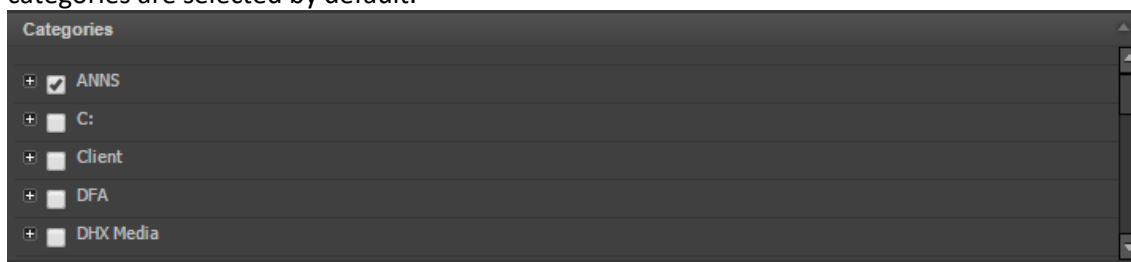 categories are selected by default.
Categories
ANNS
C:
Client
DFA
DHX Media